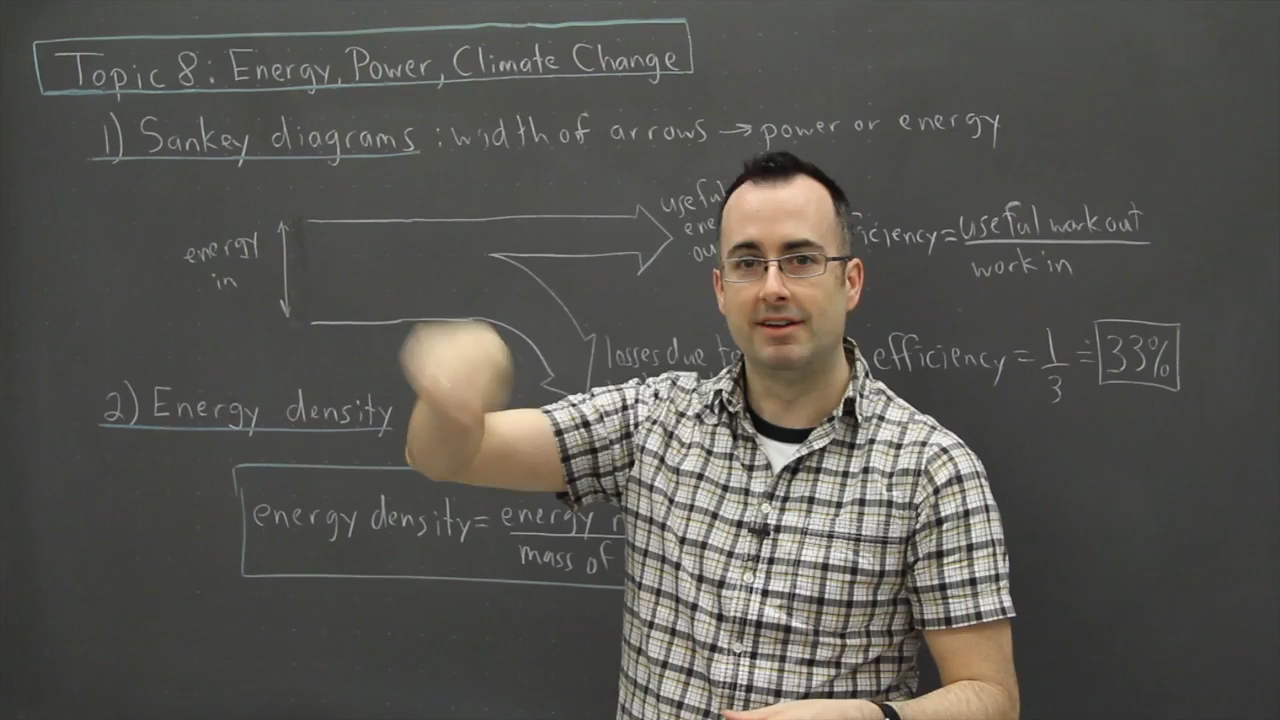 Topic 8: Energy, Power, Climate Change
1) Sankey diagrams : width of arrows → power or energy
energy
in
useful
out
efficiency = useful work out
work in
losses due to
efficiency = 1/3 = 33%
2) Energy density
energy density = energy
mass of